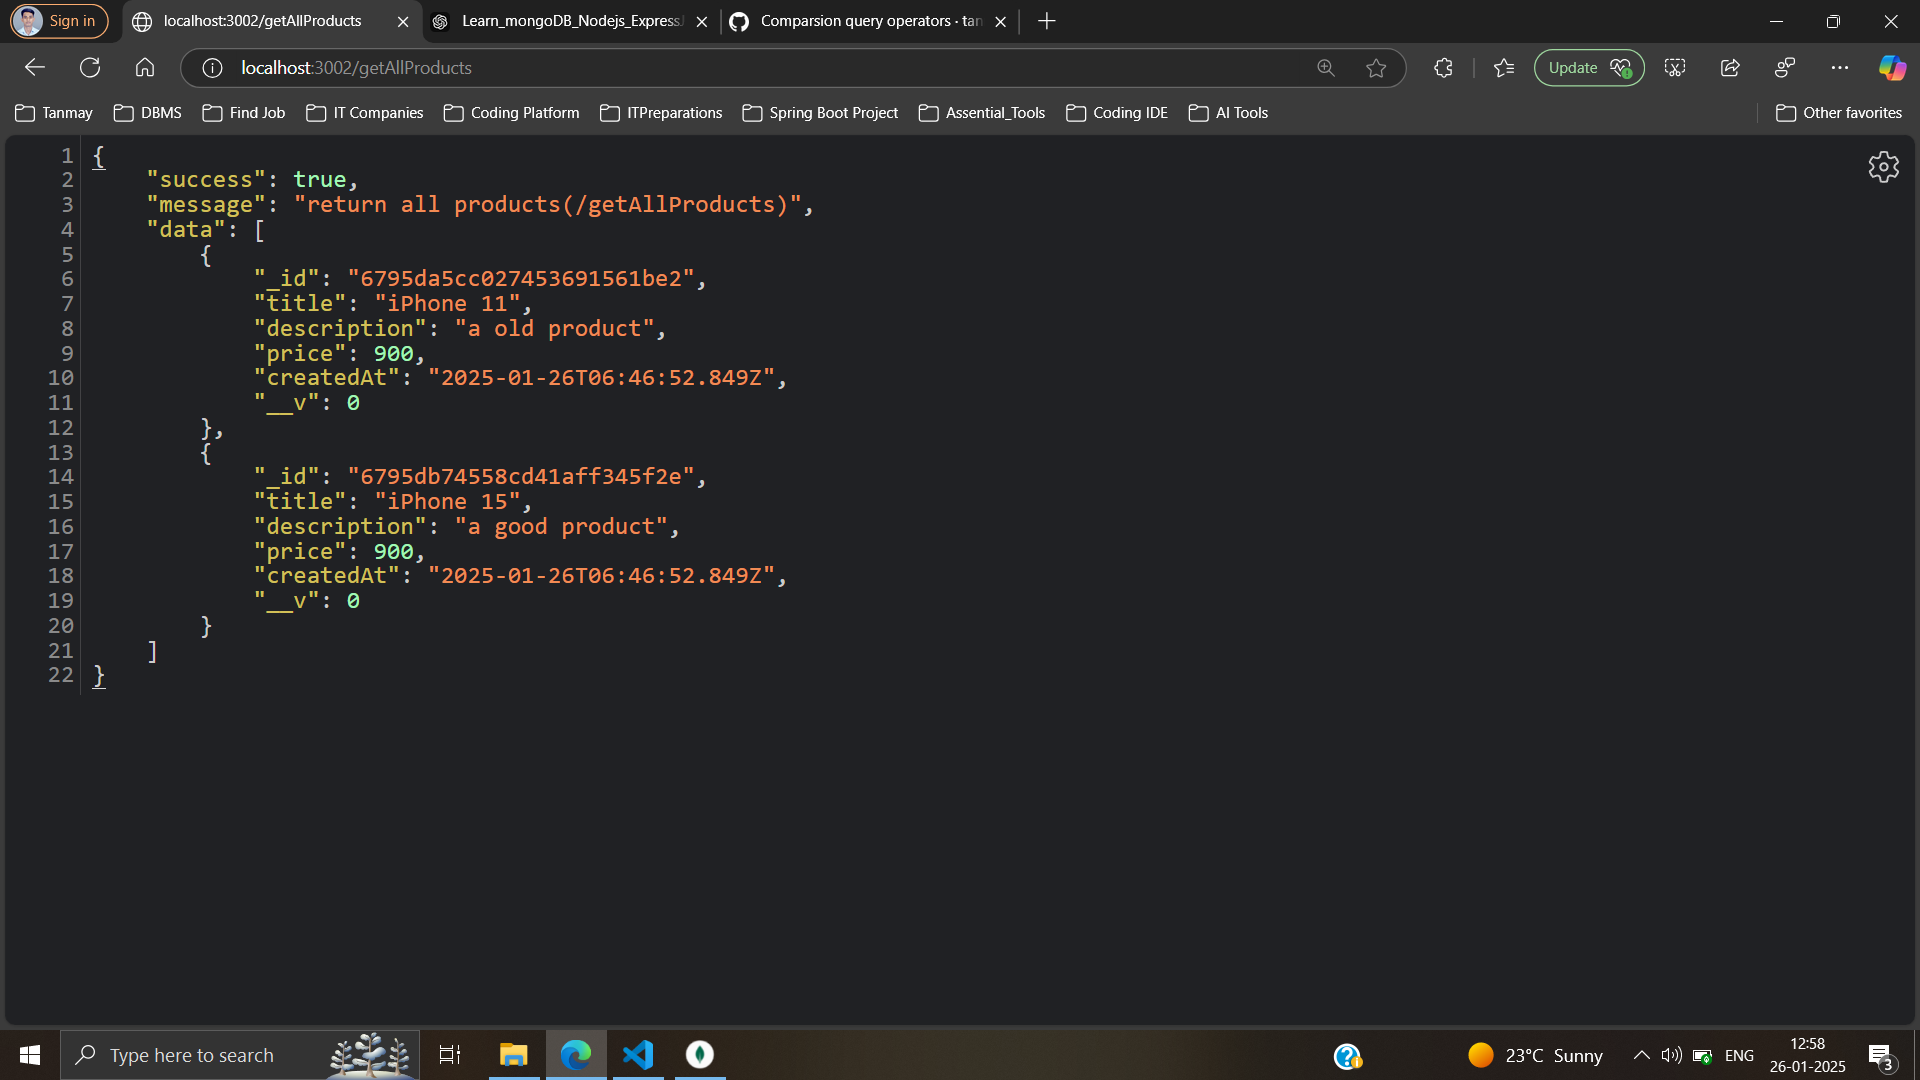 Sign in
localhost:3002/getAllProducts
Learn_mongoDB_Nodejs_ExpressJ
Comparsion query operators · tan
localhost:3002/getAllProducts
Update
Tanmay
DBMS
Find Job
IT Companies
Coding Platform
ITPreparations
Spring Boot Project
Assential_Tools
Coding IDE
AI Tools
Other favorites
1 {
2 "success": true,
3 "message": "return all products(/getAllProducts)",
4 "data": [
5 {
6 "_id": "6795da5cc027453691561be2",
7 "title": "iPhone 11",
8 "description": "a old product",
9 "price": 900,
10 "createdAt": "2025-01-26T06:46:52.849Z",
11 "__v": 0
12 },
13 {
14 "_id": "6795db74558cd41aff345f2e",
15 "title": "iPhone 15",
16 "description": "a good product",
17 "price": 900,
18 "createdAt": "2025-01-26T06:46:52.849Z",
19 "__v": 0
20 }
21 ]
22 }
Type here to search
23°C Sunny
ENG
12:58
26-01-2025
3